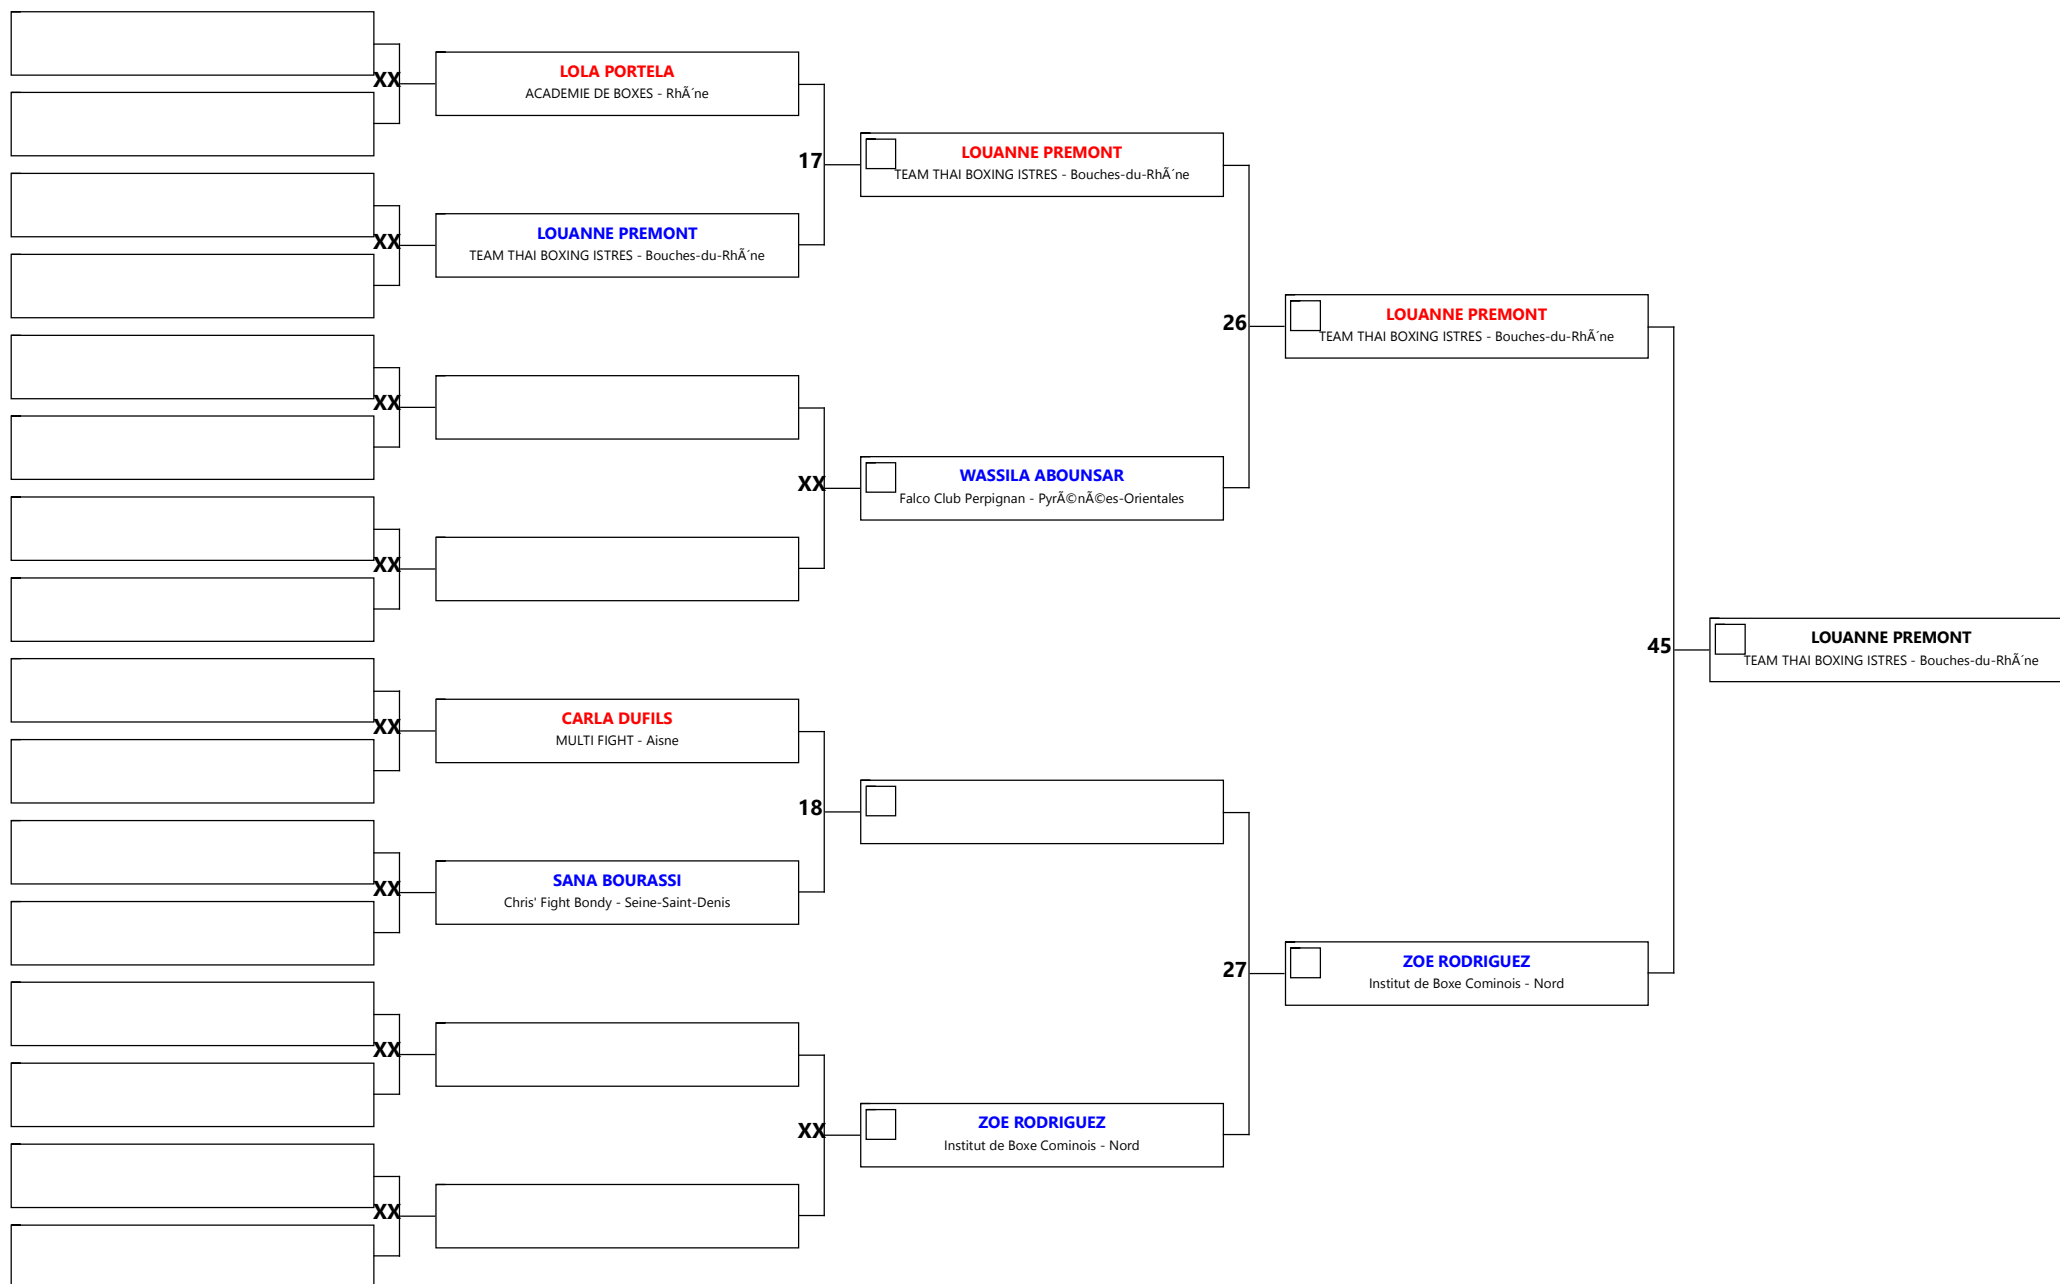 XX
XX
XX
XX
XX
XX
XX
XX
LOLA PORTELA
ACADEMIE DE BOXES - RhÃ´ne
LOUANNE PREMONT
TEAM THAI BOXING ISTRES - Bouches-du-RhÃ´ne
CARLA DUFILS
MULTI FIGHT - Aisne
SANA BOURASSI
Chris' Fight Bondy - Seine-Saint-Denis
17
XX
18
XX
LOUANNE PREMONT
TEAM THAI BOXING ISTRES - Bouches-du-RhÃ´ne
WASSILA ABOUNSAR
Falco Club Perpignan - PyrÃ©nÃ©es-Orientales
ZOE RODRIGUEZ
Institut de Boxe Cominois - Nord
26
27
LOUANNE PREMONT
TEAM THAI BOXING ISTRES - Bouches-du-RhÃ´ne
ZOE RODRIGUEZ
Institut de Boxe Cominois - Nord
45
LOUANNE PREMONT
TEAM THAI BOXING ISTRES - Bouches-du-RhÃ´ne